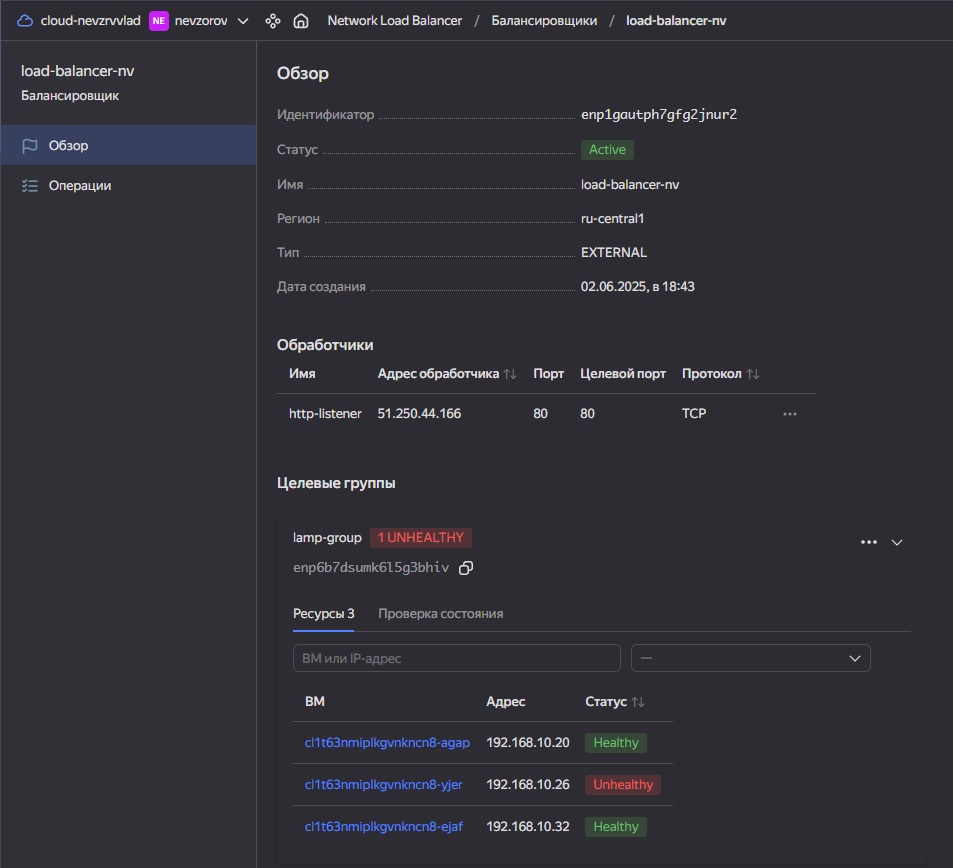 cloud-nevzrvvlad NE nevzorov Network Load Balancer / Балансировщики / load-balancer-nv
load-balancer-nv
Балансировщик
Обзор
Операции
Обзор
Идентификатор enp1gautph7gfg2jnur2
Статус Active
Имя load-balancer-nv
Регион ru-central1
Тип EXTERNAL
Дата создания 02.06.2025, в 18:43
Обработчики
Имя Адрес обработчика Порт Целевой порт Протокол
http-listener 51.250.44.166 80 80 TCP
Целевые группы
lamp-group 1 UNHEALTHY
enp6b7dsumk6l5g3bhiv
Ресурсы 3 Проверка состояния
ВМ или IP-адрес —
ВМ Адрес Статус
cl1t63nmiplkgvnkncn8-agap 192.168.10.20 Healthy
cl1t63nmiplkgvnkncn8-yjer 192.168.10.26 Unhealthy
cl1t63nmiplkgvnkncn8-ejaf 192.168.10.32 Healthy